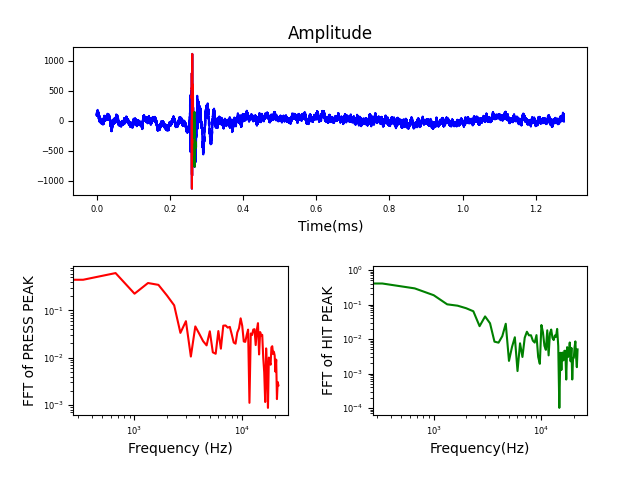 Amplitude
1000
500
0
−500
−1000
0.0 0.2 0.4 0.6 0.8 1.0 1.2
Time(ms)
FFT of PRESS PEAK
10⁻¹
10⁻²
10⁻³
10³ 10⁴
Frequency (Hz)
FFT of HIT PEAK
10⁰
10⁻¹
10⁻²
10⁻³
10⁻⁴
10³ 10⁴
Frequency(Hz)